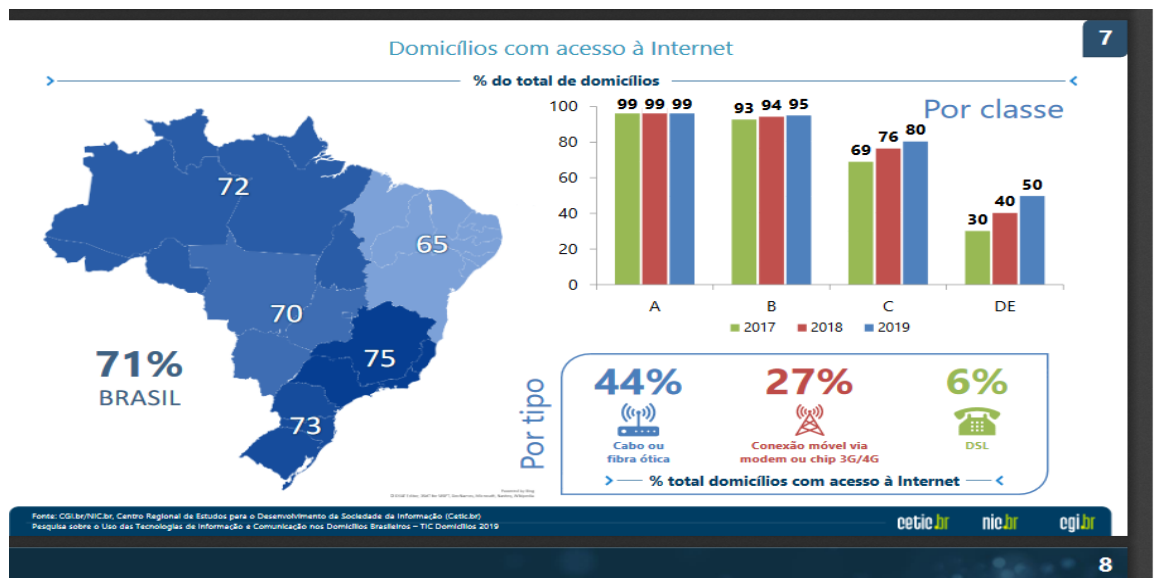 7
Domicílios com acesso à Internet
% do total de domicílios
72
65
70
75
73
71%
BRASIL
Por classe
100
80
60
40
20
0
99 99 99
93 94 95
69 76 80
30 40 50
A B C DE
2017 2018 2019
Por tipo
44% 27% 6%
Cabo ou
fibra ótica
Conexão móvel via
modem ou chip 3G/4G
DSL
% total domicílios com acesso à Internet
Fonte: CGI.br/NIC.br, Centro Regional de Estudos para o Desenvolvimento da Sociedade da Informação (Cetic.br)
Pesquisa sobre o Uso das Tecnologias de Informação e Comunicação nos Domicílios Brasileiros – TIC Domicílios 2019
cetic.br nic.br cgi.br
8